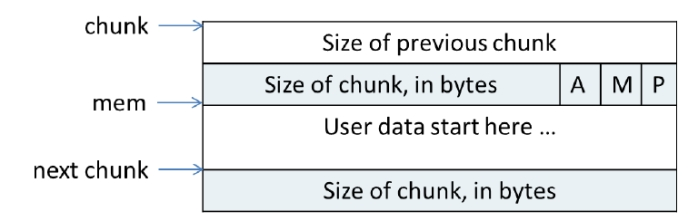 chunk
Size of previous chunk
Size of chunk, in bytes A M P
mem
User data start here ...
next chunk
Size of chunk, in bytes